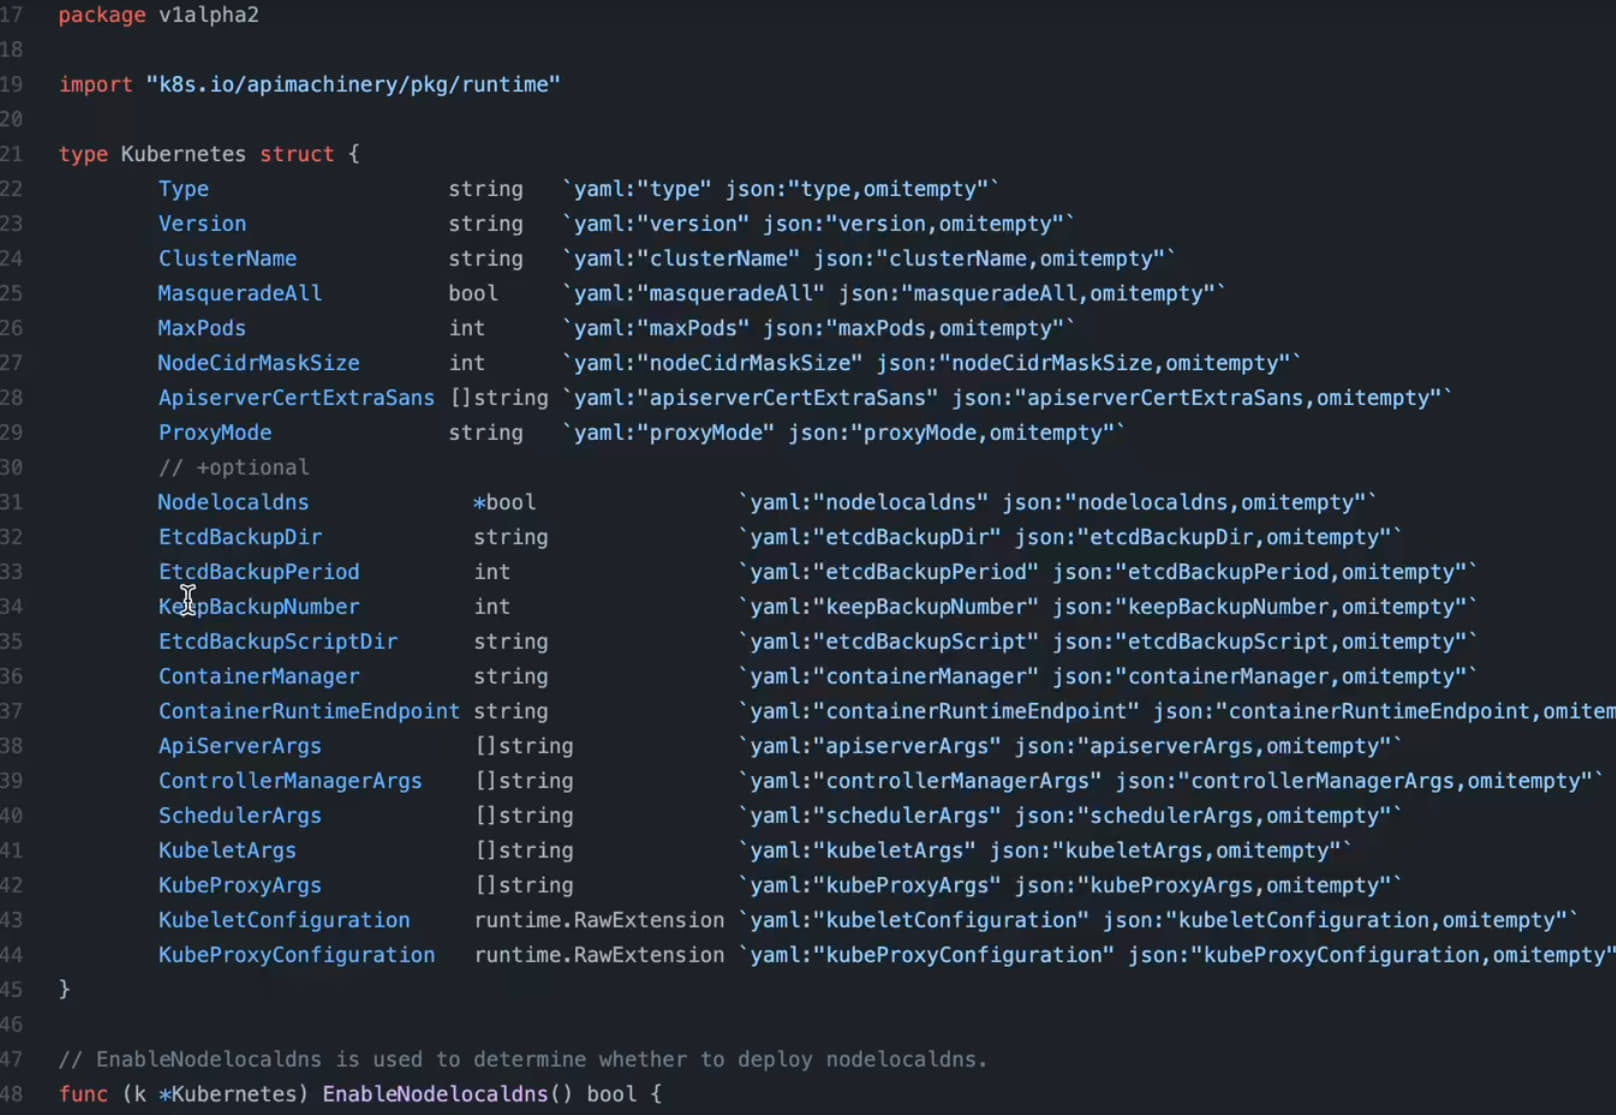 17 package v1alpha2
18
19 import "k8s.io/apimachinery/pkg/runtime"
20
21 type Kubernetes struct {
22 Type string `yaml:"type" json:"type,omitempty"`
23 Version string `yaml:"version" json:"version,omitempty"`
24 ClusterName string `yaml:"clusterName" json:"clusterName,omitempty"`
25 MasqueradeAll bool `yaml:"masqueradeAll" json:"masqueradeAll,omitempty"`
26 MaxPods int `yaml:"maxPods" json:"maxPods,omitempty"`
27 NodeCidrMaskSize int `yaml:"nodeCidrMaskSize" json:"nodeCidrMaskSize,omitempty"`
28 ApiserverCertExtraSans []string `yaml:"apiserverCertExtraSans" json:"apiserverCertExtraSans,omitempty"`
29 ProxyMode string `yaml:"proxyMode" json:"proxyMode,omitempty"`
30 // +optional
31 Nodelocaldns *bool `yaml:"nodelocaldns" json:"nodelocaldns,omitempty"`
32 EtcdBackupDir string `yaml:"etcdBackupDir" json:"etcdBackupDir,omitempty"`
33 EtcdBackupPeriod int `yaml:"etcdBackupPeriod" json:"etcdBackupPeriod,omitempty"`
34 KeepBackupNumber int `yaml:"keepBackupNumber" json:"keepBackupNumber,omitempty"`
35 EtcdBackupScriptDir string `yaml:"etcdBackupScript" json:"etcdBackupScript,omitempty"`
36 ContainerManager string `yaml:"containerManager" json:"containerManager,omitempty"`
37 ContainerRuntimeEndpoint string `yaml:"containerRuntimeEndpoint" json:"containerRuntimeEndpoint,omitem
38 ApiServerArgs []string `yaml:"apiserverArgs" json:"apiserverArgs,omitempty"`
39 ControllerManagerArgs []string `yaml:"controllerManagerArgs" json:"controllerManagerArgs,omitempty"`
40 SchedulerArgs []string `yaml:"schedulerArgs" json:"schedulerArgs,omitempty"`
41 KubeletArgs []string `yaml:"kubeletArgs" json:"kubeletArgs,omitempty"`
42 KubeProxyArgs []string `yaml:"kubeProxyArgs" json:"kubeProxyArgs,omitempty"`
43 KubeletConfiguration runtime.RawExtension `yaml:"kubeletConfiguration" json:"kubeletConfiguration,omitempty"`
44 KubeProxyConfiguration runtime.RawExtension `yaml:"kubeProxyConfiguration" json:"kubeProxyConfiguration,omitempty"
45 }
46
47 // EnableNodelocaldns is used to determine whether to deploy nodelocaldns.
48 func (k *Kubernetes) EnableNodelocaldns() bool {